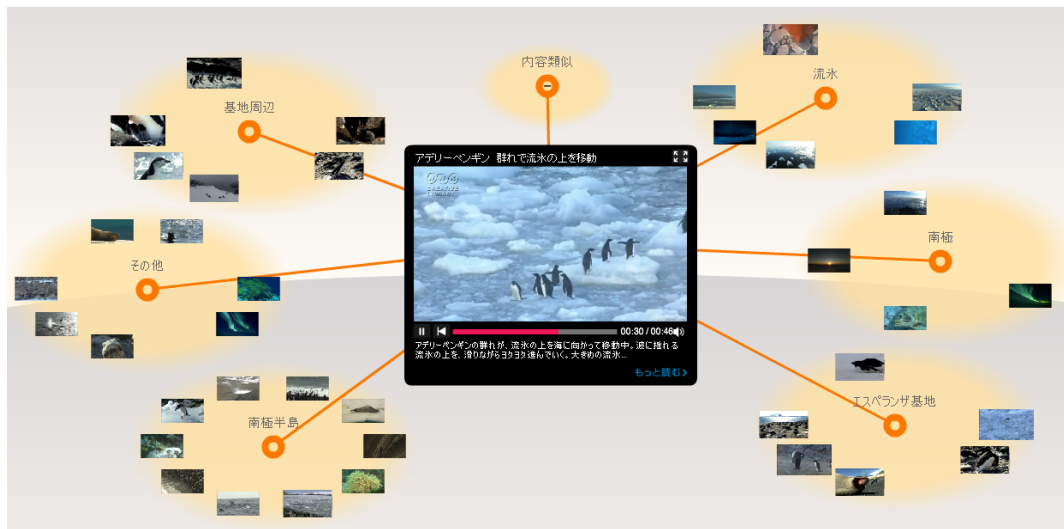 内容類似
流氷
基地周辺
アデリーペンギン 群れで流氷の上を移動
NHK
CREATIVE
LIBRARY
南極
その他
00:30 / 00:46
アデリーペンギンの群れが、流氷の上を海に向かって移動中。波に揺れる
流氷の上を、滑りながらヨタヨタ進んでいく。大きめの流氷...
もっと読む
エスペランザ基地
南極半島